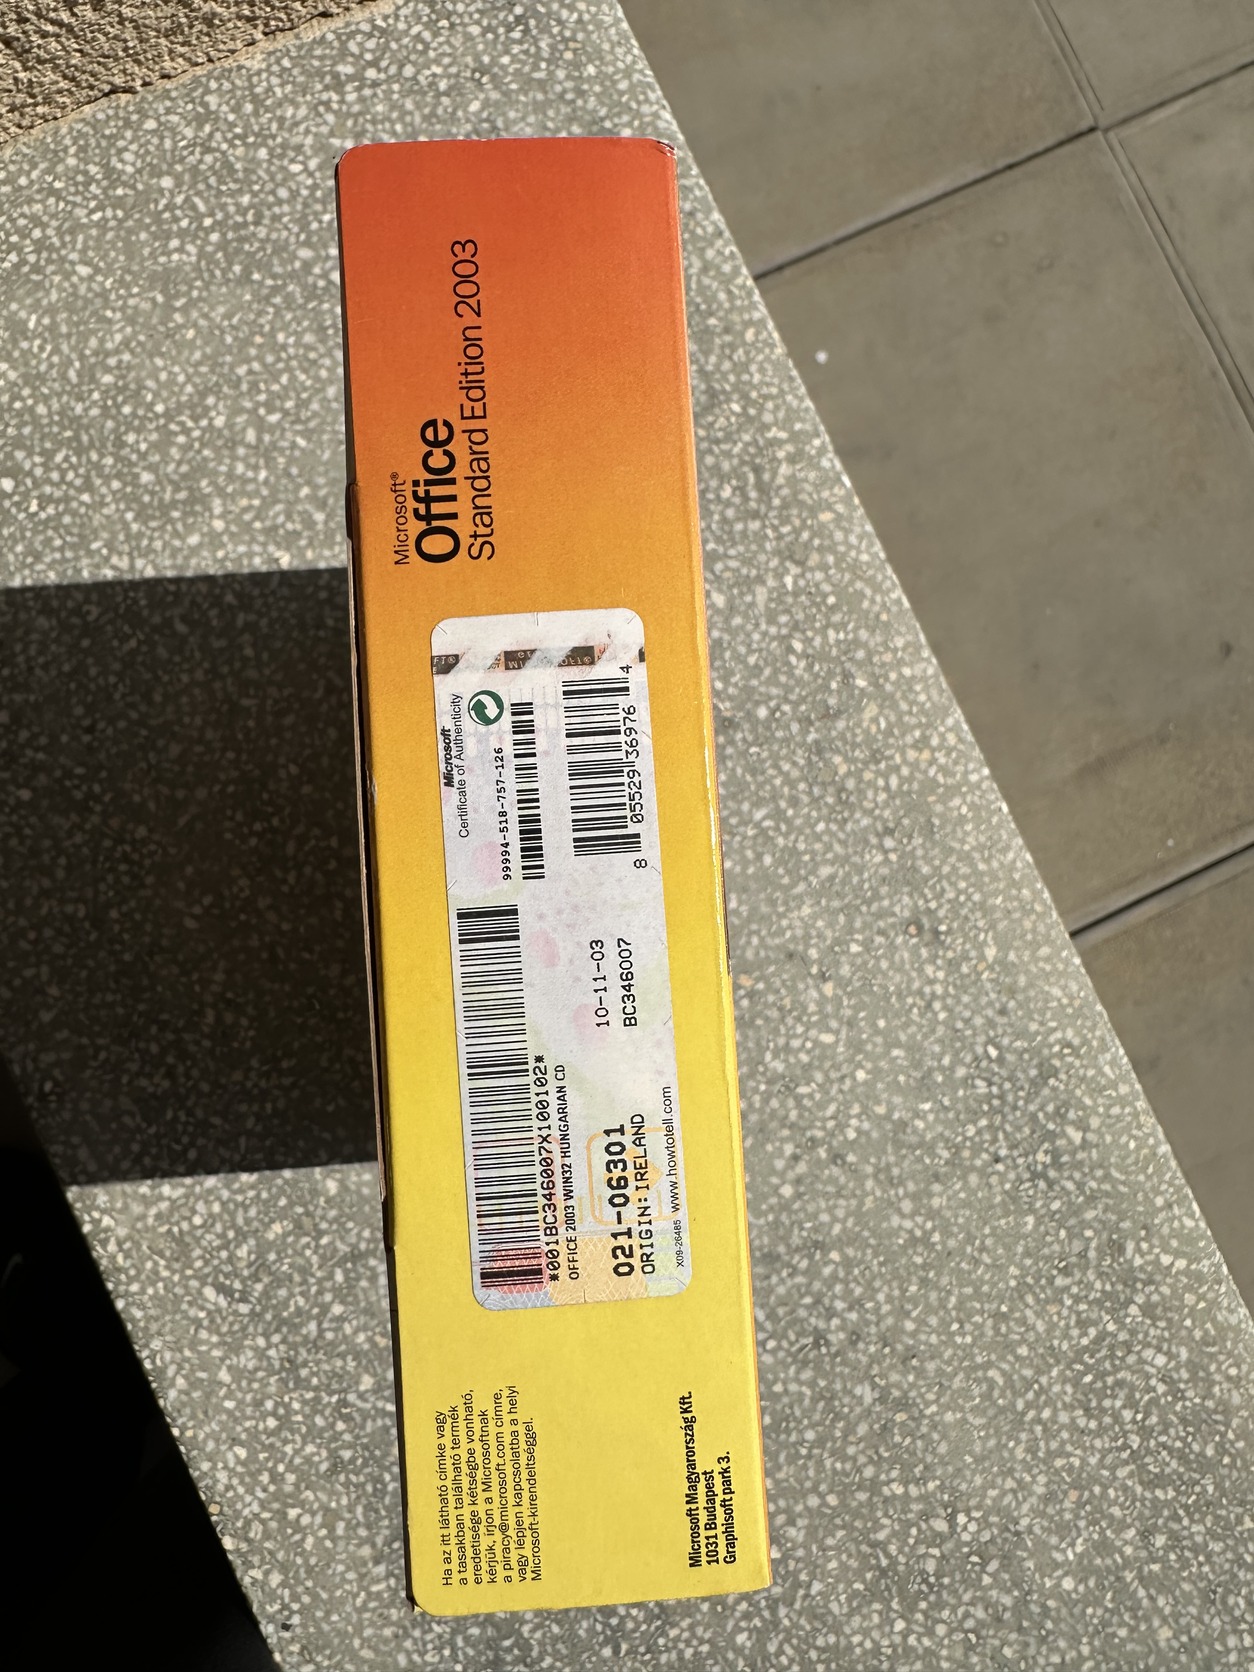 Microsoft®
Office
Standard Edition 2003
Microsoft
Certificate of Authenticity
99994-518-757-126
8 05529 36976 4
*001BC346007X100102*
OFFICE 2003 WIN32 HUNGARIAN CD
10-11-03
BC346007
021-06301
ORIGIN:IRELAND
X09-26485 www.howtotell.com
Ha az itt látható címke vagy
a tasakban található termék
eredetisége kétségbe vonható,
kérjük, írjon a Microsoftnak
a piracy@microsoft.com címre,
vagy lépjen kapcsolatba a helyi
Microsoft-kirendeltséggel.
Microsoft Magyarország Kft.
1031 Budapest
Graphisoft park 3.